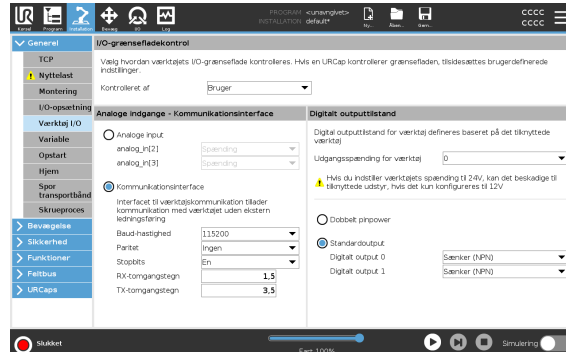 PROGRAM <unavngivet>
INSTALLATION default*
Kørsel Program Installation Bevæg I/O Log Ny... Åbn... Gem...
CCCC
CCCC
Generel
TCP
Nyttelast
Montering
I/O-opsætning
Værktøj I/O
Variable
Opstart
Hjem
Spor
transportbånd
Skrueproces
Bevægelse
Sikkerhed
Funktioner
Feltbus
URCaps
I/O-grænsefladekontrol
Vælg hvordan værktøjets I/O-grænseflade kontrolleres. Hvis en URCap kontrollerer grænsefladen, tilsidesættes brugerdefinerede
indstillinger.
Kontrolleret af Bruger
Analoge indgange - Kommunikationsinterface
Analoge input
analog_in[2] Spænding
analog_in[3] Spænding
Kommunikationsinterface
Interfacet til værktøjskommunikation tillader
kommunikation med værktøjet uden ekstern
ledningsføring
Baud-hastighed 115200
Paritet Ingen
Stopbits En
RX-tomgangstegn 1,5
TX-tomgangstegn 3,5
Digitalt outputtilstand
Digital outputtilstand for værktøj defineres baseret på det tilknyttede
værktøj
Udgangsspænding for værktøj 0
Hvis du indstiller værktøjets spænding til 24V, kan det beskadige til
tilknyttede udstyr, hvis det kun konfigureres til 12V
Dobbelt pinpower
Standardoutput
Digitalt output 0 Sænker (NPN)
Digitalt output 1 Sænker (NPN)
Slukket
Fart 100%
Simulering